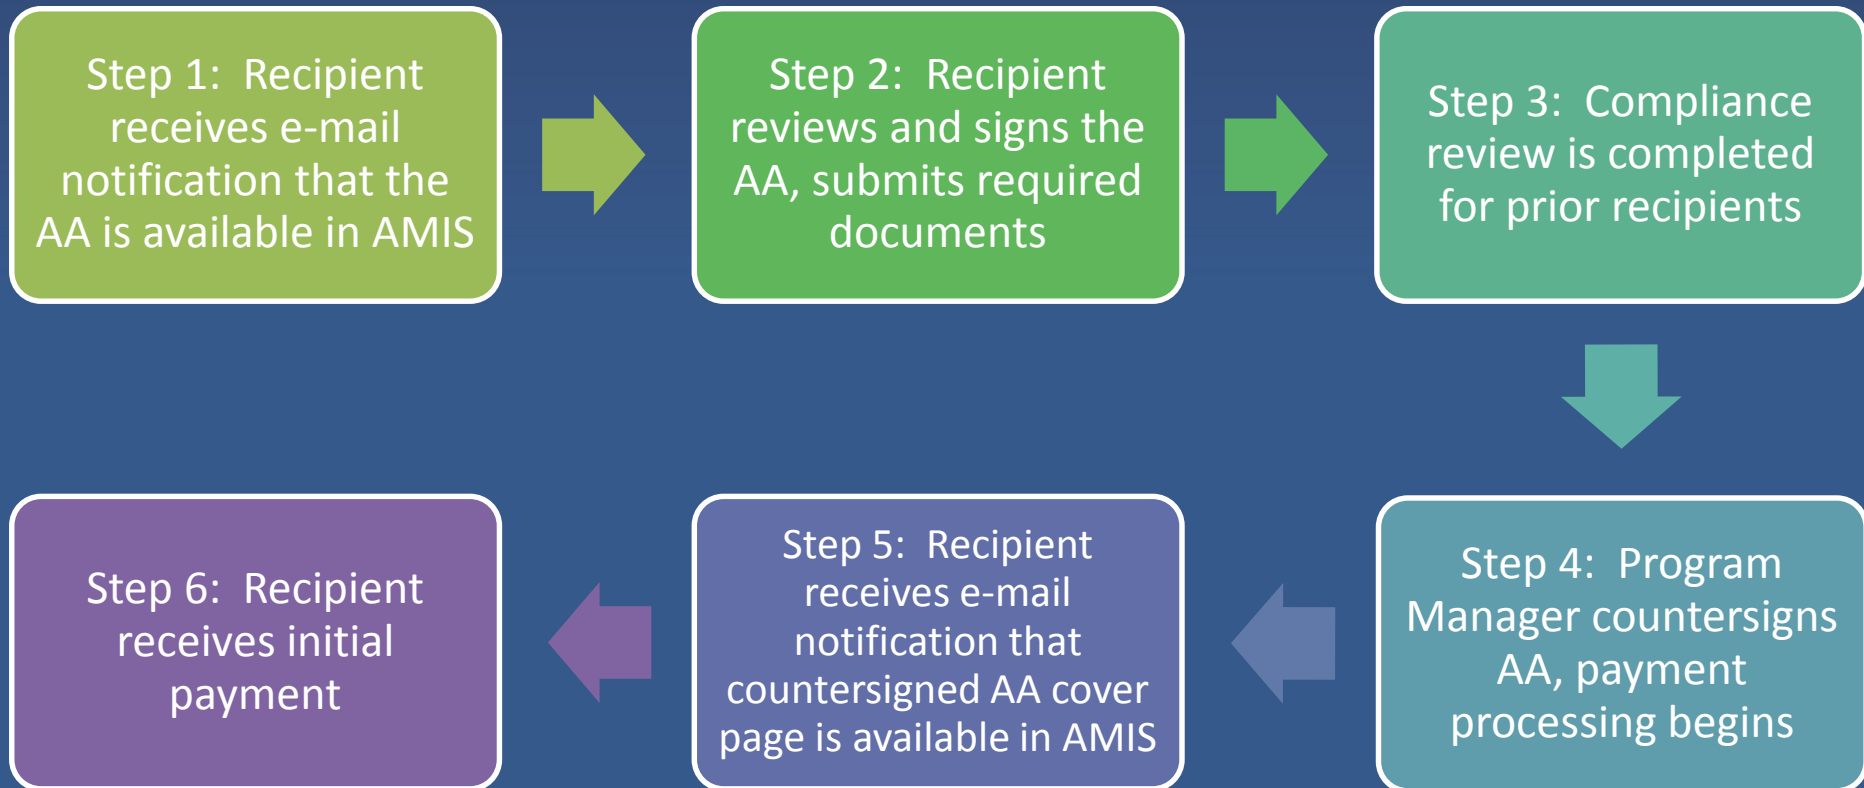 Step 1:  Recipient
receives e-mail
notification that the
AA is available in AMIS
Step 2:  Recipient
reviews and signs the
AA, submits required
documents
Step 3:  Compliance
review is completed
for prior recipients
Step 4:  Program
Manager countersigns
AA, payment
processing begins
Step 5:  Recipient
receives e-mail
notification that
countersigned AA cover
page is available in AMIS
Step 6:  Recipient
receives initial
payment